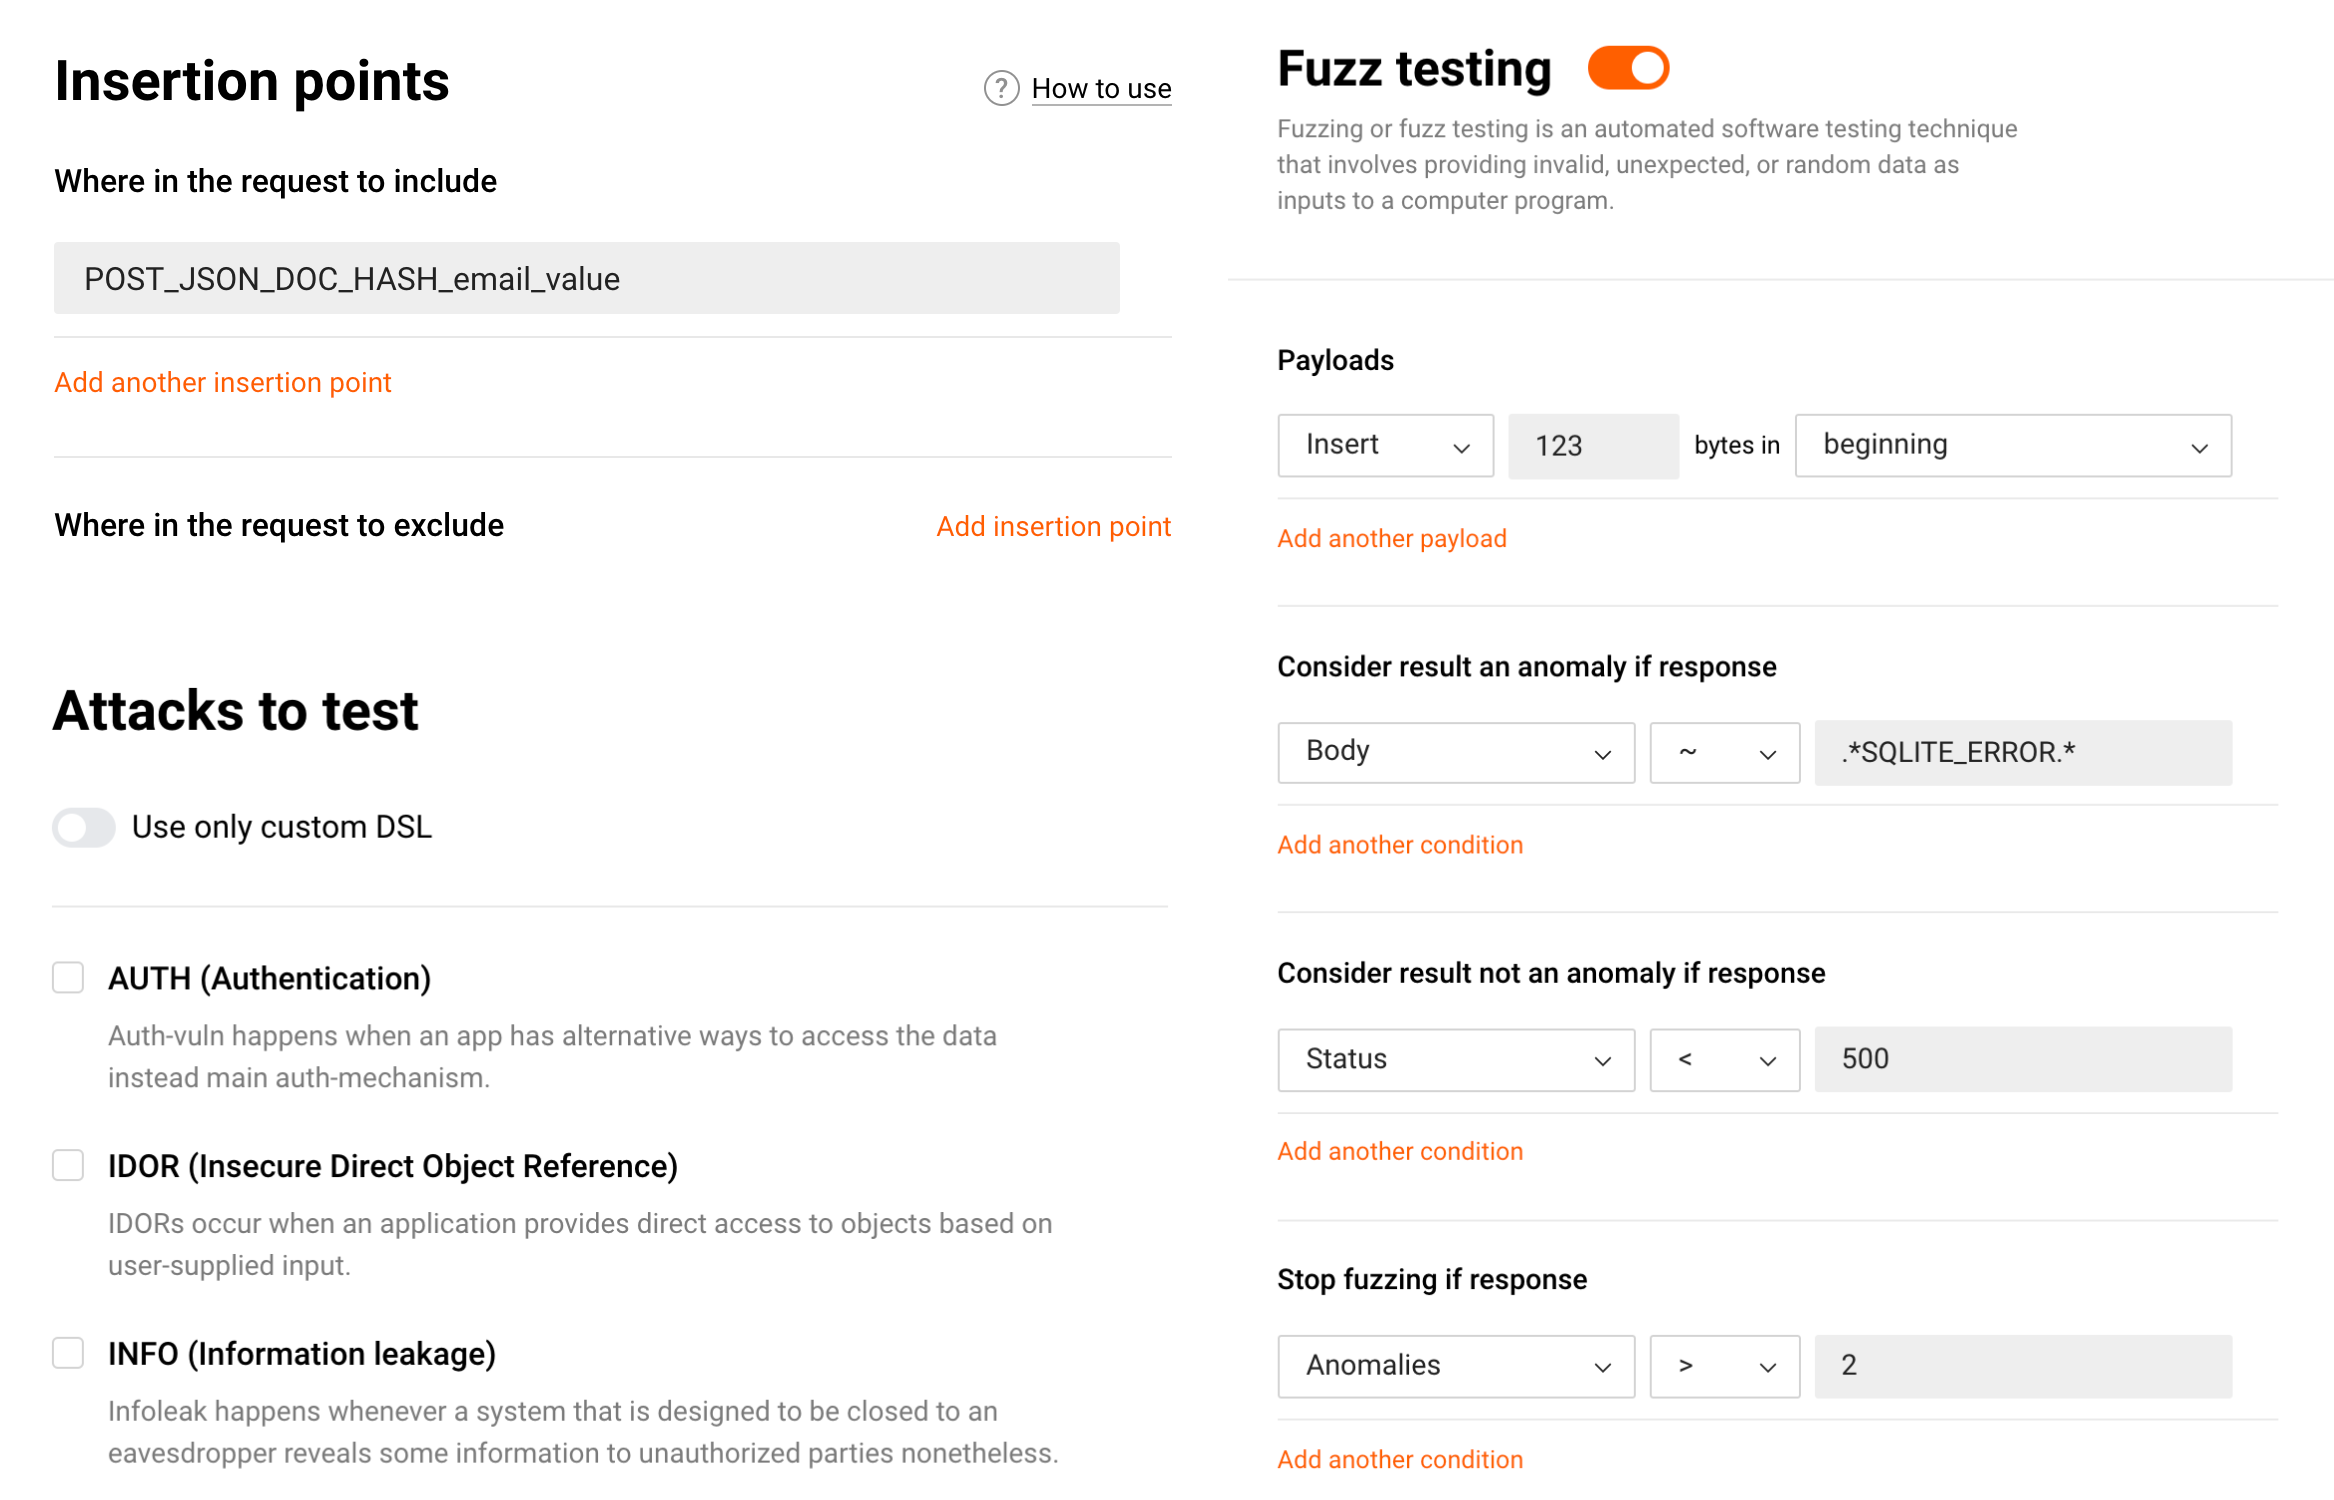 Insertion points
? How to use
Where in the request to include
POST_JSON_DOC_HASH_email_value
Add another insertion point
Where in the request to exclude
Add insertion point
Attacks to test
Use only custom DSL
AUTH (Authentication)
Auth-vuln happens when an app has alternative ways to access the data
instead main auth-mechanism.
IDOR (Insecure Direct Object Reference)
IDORs occur when an application provides direct access to objects based on
user-supplied input.
INFO (Information leakage)
Infoleak happens whenever a system that is designed to be closed to an
eavesdropper reveals some information to unauthorized parties nonetheless.
Fuzz testing
Fuzzing or fuzz testing is an automated software testing technique
that involves providing invalid, unexpected, or random data as
inputs to a computer program.
Payloads
Insert 123 bytes in beginning
Add another payload
Consider result an anomaly if response
Body ~ .*SQLITE_ERROR.*
Add another condition
Consider result not an anomaly if response
Status < 500
Add another condition
Stop fuzzing if response
Anomalies > 2
Add another condition